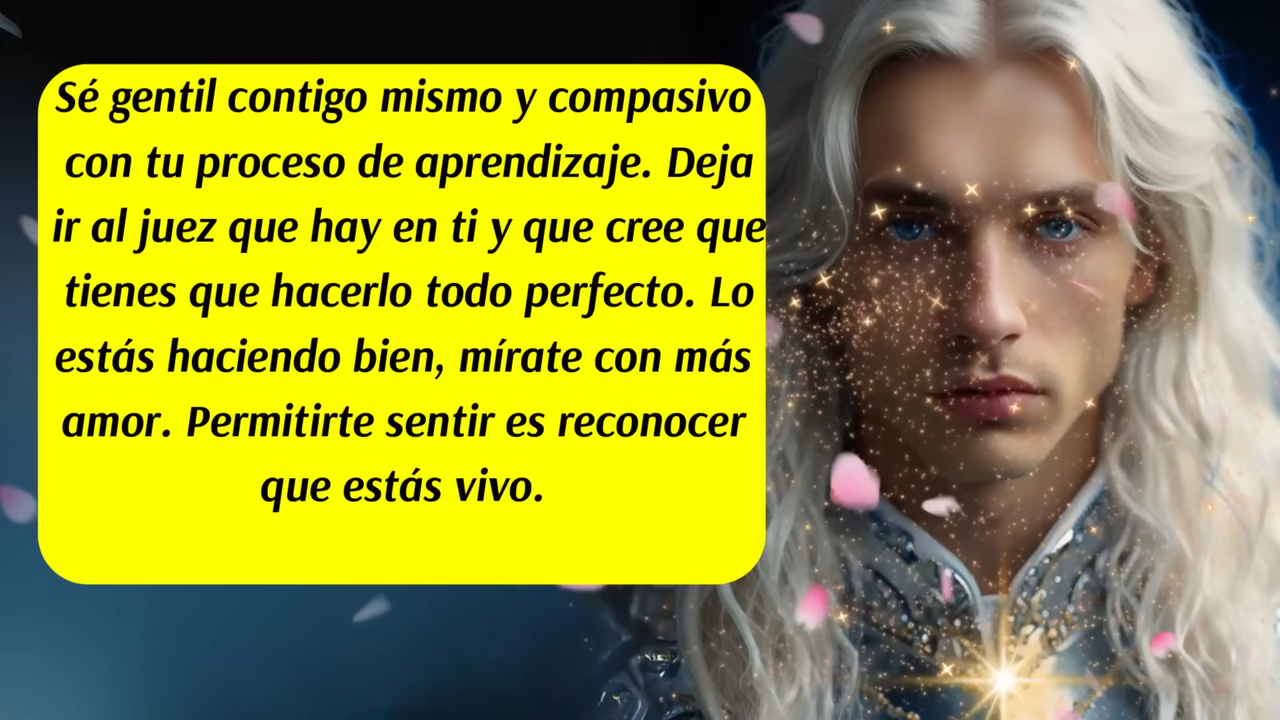 Sé gentil contigo mismo y compasivo
con tu proceso de aprendizaje. Deja
ir al juez que hay en ti y que cree que
tienes que hacerlo todo perfecto. Lo
estás haciendo bien, mírate con más
amor. Permitirte sentir es reconocer
que estás vivo.